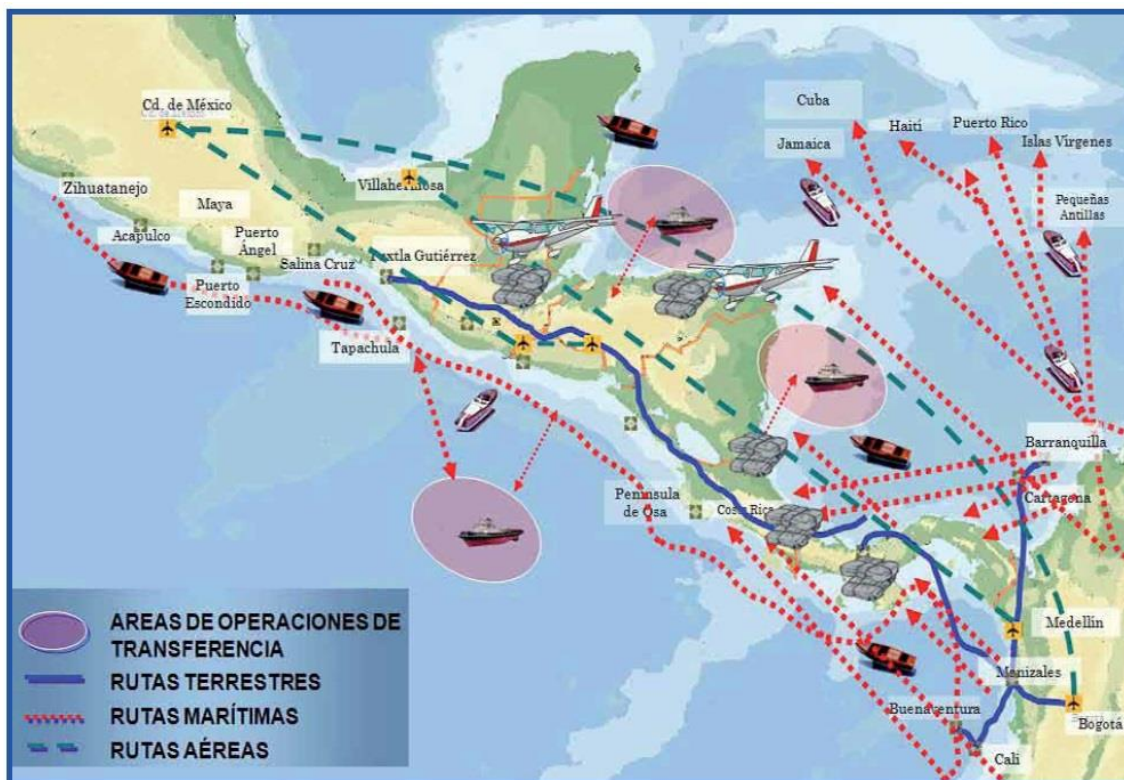 Cd. de México
Cuba
Haití
Puerto Rico
Jamaica
Islas Vírgenes
Zihuatanejo
Villahermosa
Maya
Pequeñas
Antillas
Acapulco
Puerto
Ángel
Salina Cruz
Tuxtla Gutiérrez
Puerto
Escondido
Tapachula
Barranquilla
Península
de Osa
Costa Rica
Cartagena
Medellín
Manizales
Buenaventura
Bogotá
Cali
AREAS DE OPERACIONES DE
TRANSFERENCIA
RUTAS TERRESTRES
RUTAS MARÍTIMAS
RUTAS AÉREAS